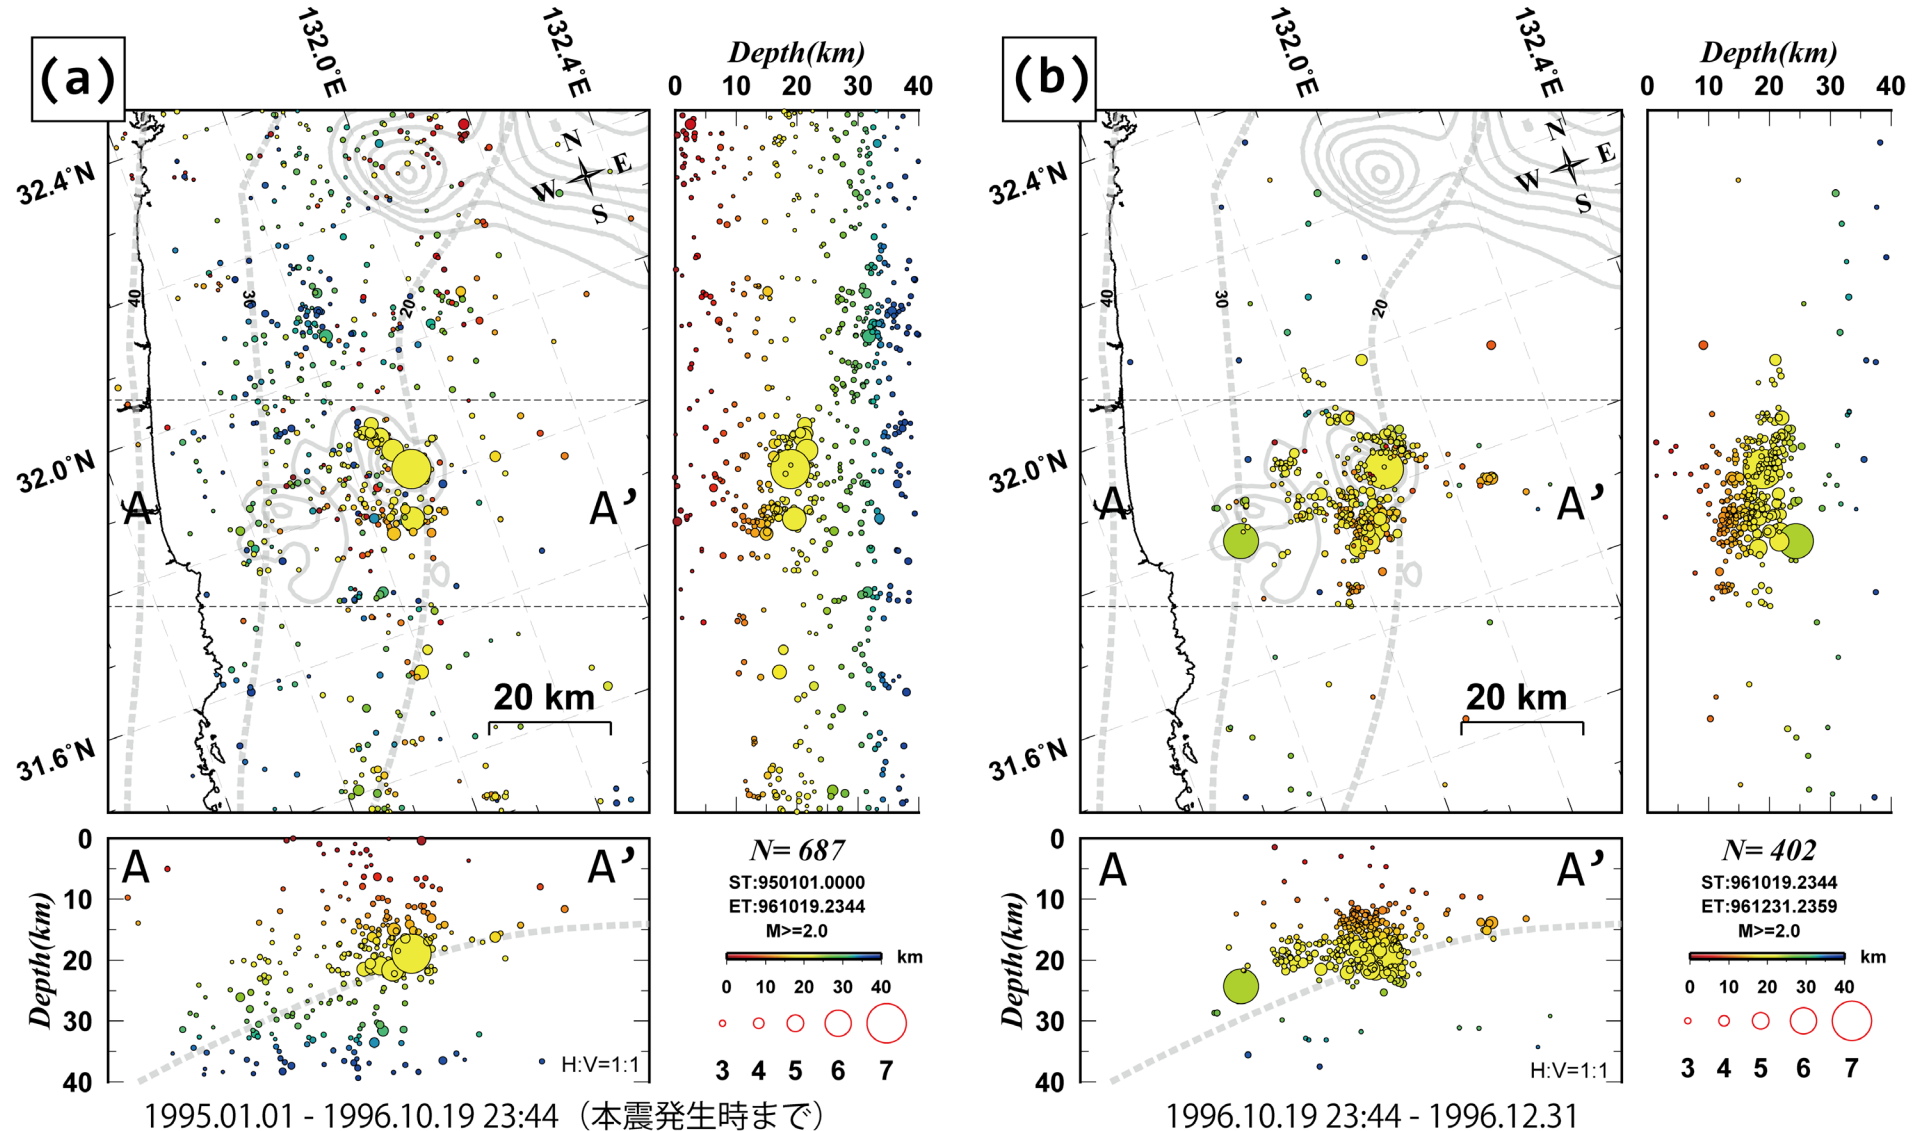 (a)
132.0°E
132.4°E
Depth(km)
0 10 20 30 40
32.4°N
32.0°N
31.6°N
N
W E
S
40
30
20
A A’
20 km
0
10
20
30
40
Depth(km)
A A’
H:V=1:1
N= 687
ST:950101.0000
ET:961019.2344
M>=2.0
km
0 10 20 30 40
3 4 5 6 7
1995.01.01 - 1996.10.19 23:44（本震発生時まで）
(b)
132.0°E
132.4°E
Depth(km)
0 10 20 30 40
32.4°N
32.0°N
31.6°N
N
W E
S
40
30
20
A A’
20 km
0
10
20
30
40
Depth(km)
A A’
H:V=1:1
N= 402
ST:961019.2344
ET:961231.2359
M>=2.0
km
0 10 20 30 40
3 4 5 6 7
1996.10.19 23:44 - 1996.12.31